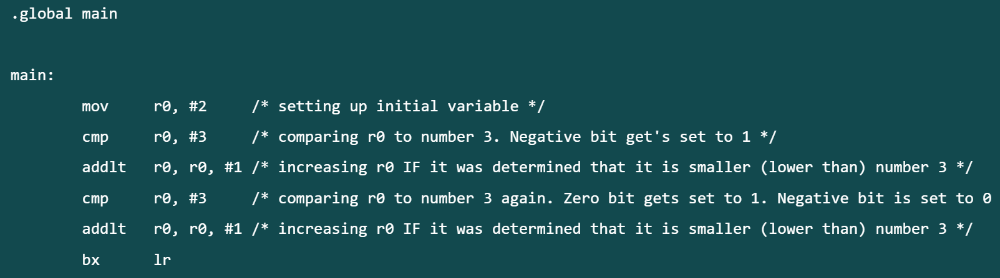 .global main
main:
mov r0, #2 /* setting up initial variable */
cmp r0, #3 /* comparing r0 to number 3. Negative bit get's set to 1 */
addlt r0, r0, #1 /* increasing r0 IF it was determined that it is smaller (lower than) number 3 */
cmp r0, #3 /* comparing r0 to number 3 again. Zero bit gets set to 1. Negative bit is set to 0
addlt r0, r0, #1 /* increasing r0 IF it was determined that it is smaller (lower than) number 3 */
bx lr